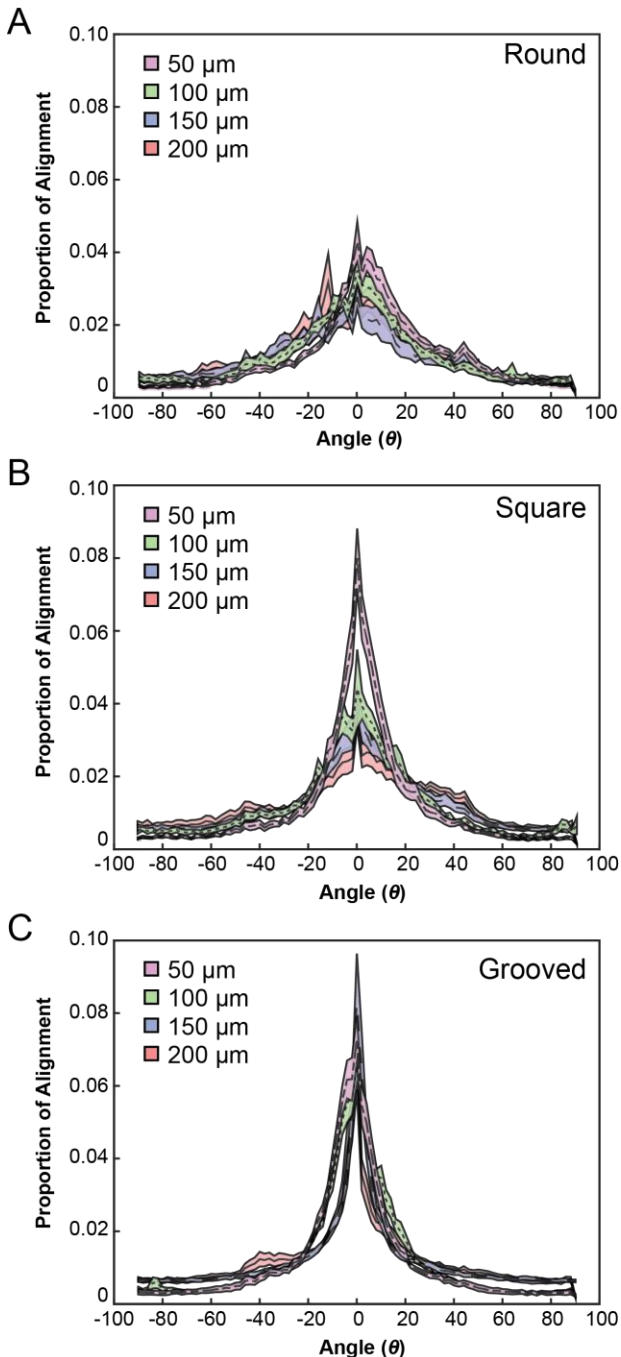 A
0.10
Round
50 µm
100 µm
150 µm
200 µm
0.08
0.06
0.04
0.02
0
Proportion of Alignment
-100 -80 -60 -40 -20 0 20 40 60 80 100
Angle (θ)
B
0.10
Square
50 µm
100 µm
150 µm
200 µm
0.08
0.06
0.04
0.02
0
Proportion of Alignment
-100 -80 -60 -40 -20 0 20 40 60 80 100
Angle (θ)
C
0.10
Grooved
50 µm
100 µm
150 µm
200 µm
0.08
0.06
0.04
0.02
0
Proportion of Alignment
-100 -80 -60 -40 -20 0 20 40 60 80 100
Angle (θ)